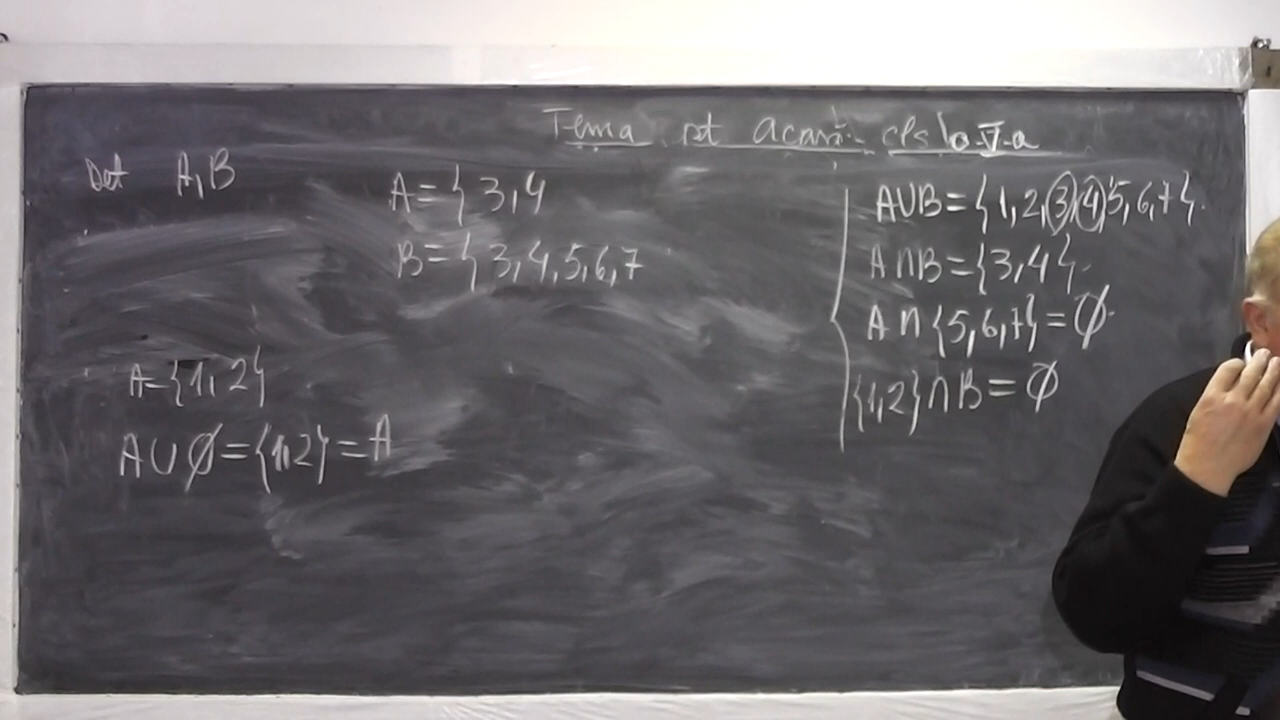 Tema pt acasă cls a V-a
Det A, B
A = { 3, 4
B = { 3, 4, 5, 6, 7
A∪B = {1, 2, 3, 4, 5, 6, 7}.
A∩B = {3, 4}.
A∩{5, 6, 7} = ∅.
{1, 2}∩B = ∅
A = {1, 2}
A∪∅ = {1, 2} = A